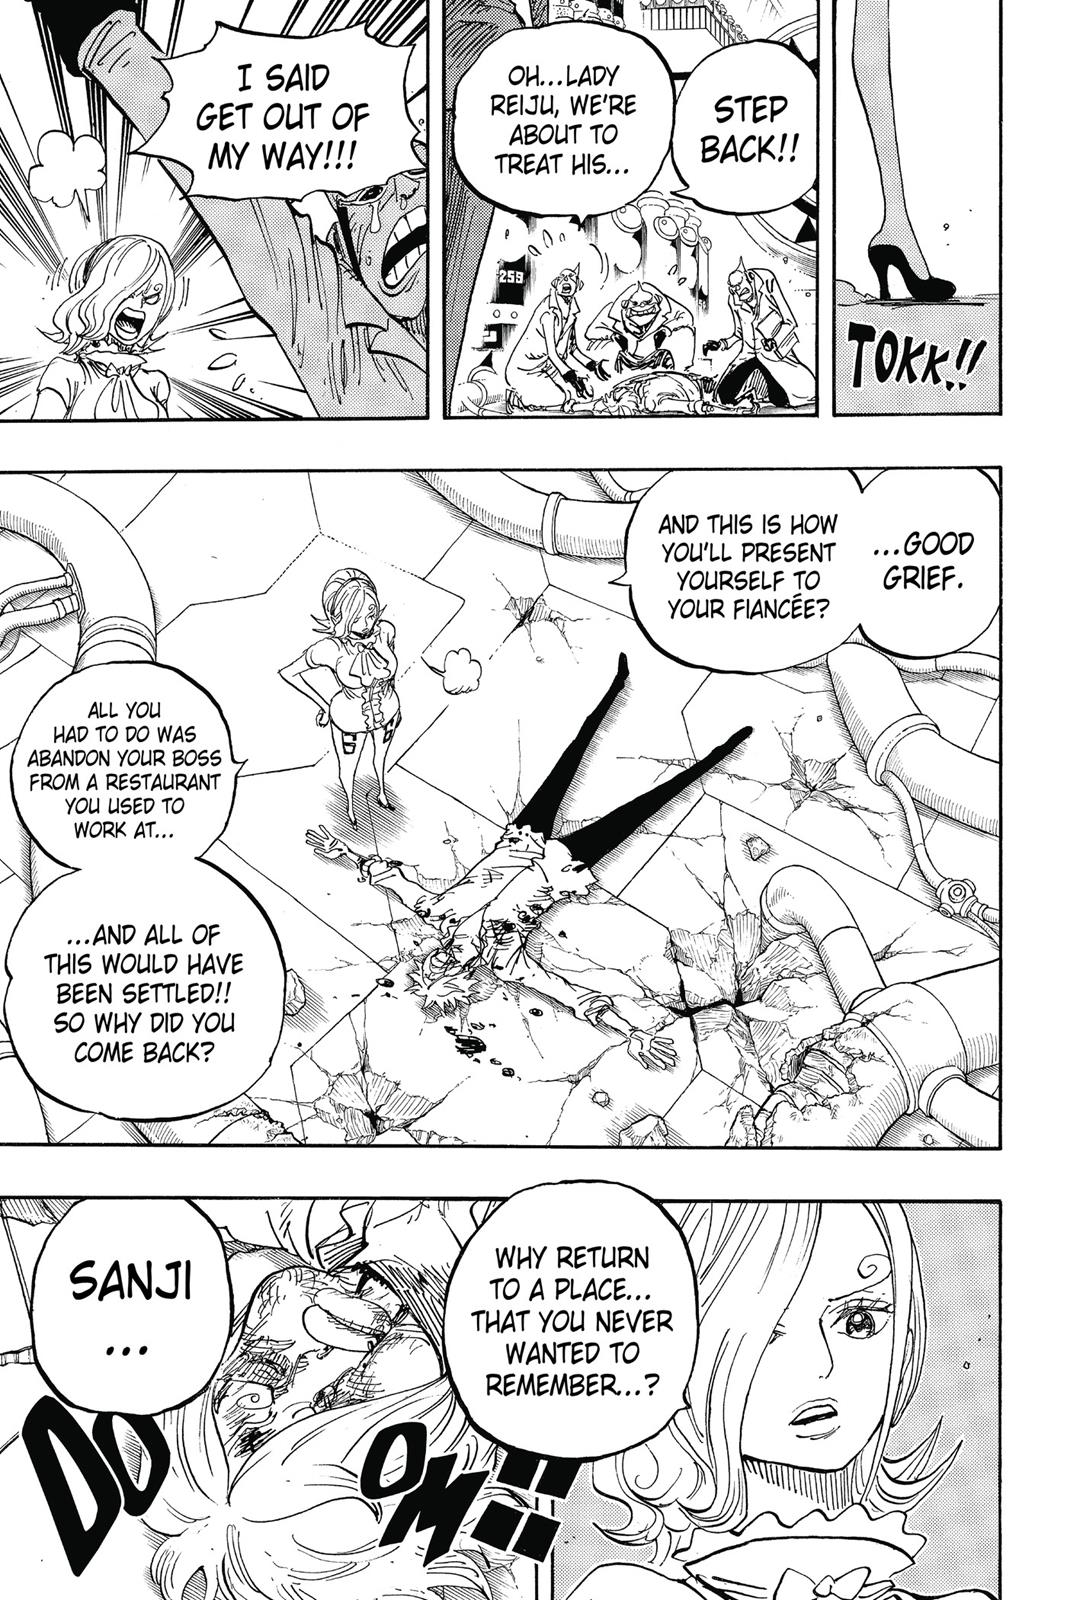 TOKK!!
STEP
BACK!!
OH...LADY
REIJU, WE'RE
ABOUT TO
TREAT HIS...
259
I SAID
GET OUT OF
MY WAY!!!
...GOOD
GRIEF.
AND THIS IS HOW
YOU'LL PRESENT
YOURSELF TO
YOUR FIANCÉE?
ALL YOU
HAD TO DO WAS
ABANDON YOUR BOSS
FROM A RESTAURANT
YOU USED TO
WORK AT...
...AND ALL OF
THIS WOULD HAVE
BEEN SETTLED!!
SO WHY DID YOU
COME BACK?
WHY RETURN
TO A PLACE...
THAT YOU NEVER
WANTED TO
REMEMBER...?
SANJI
...
DOOM!!